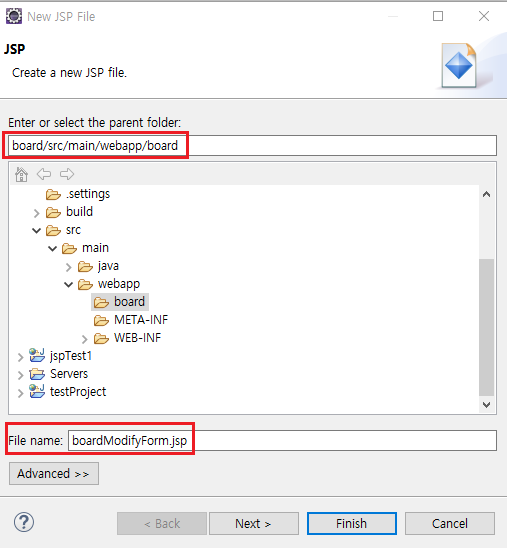 New JSP File
JSP
Create a new JSP file.
Enter or select the parent folder:
board/src/main/webapp/board
.settings
build
src
main
java
webapp
board
META-INF
WEB-INF
jspTest1
Servers
testProject
File name: boardModifyForm.jsp
Advanced >>
< Back Next > Finish Cancel